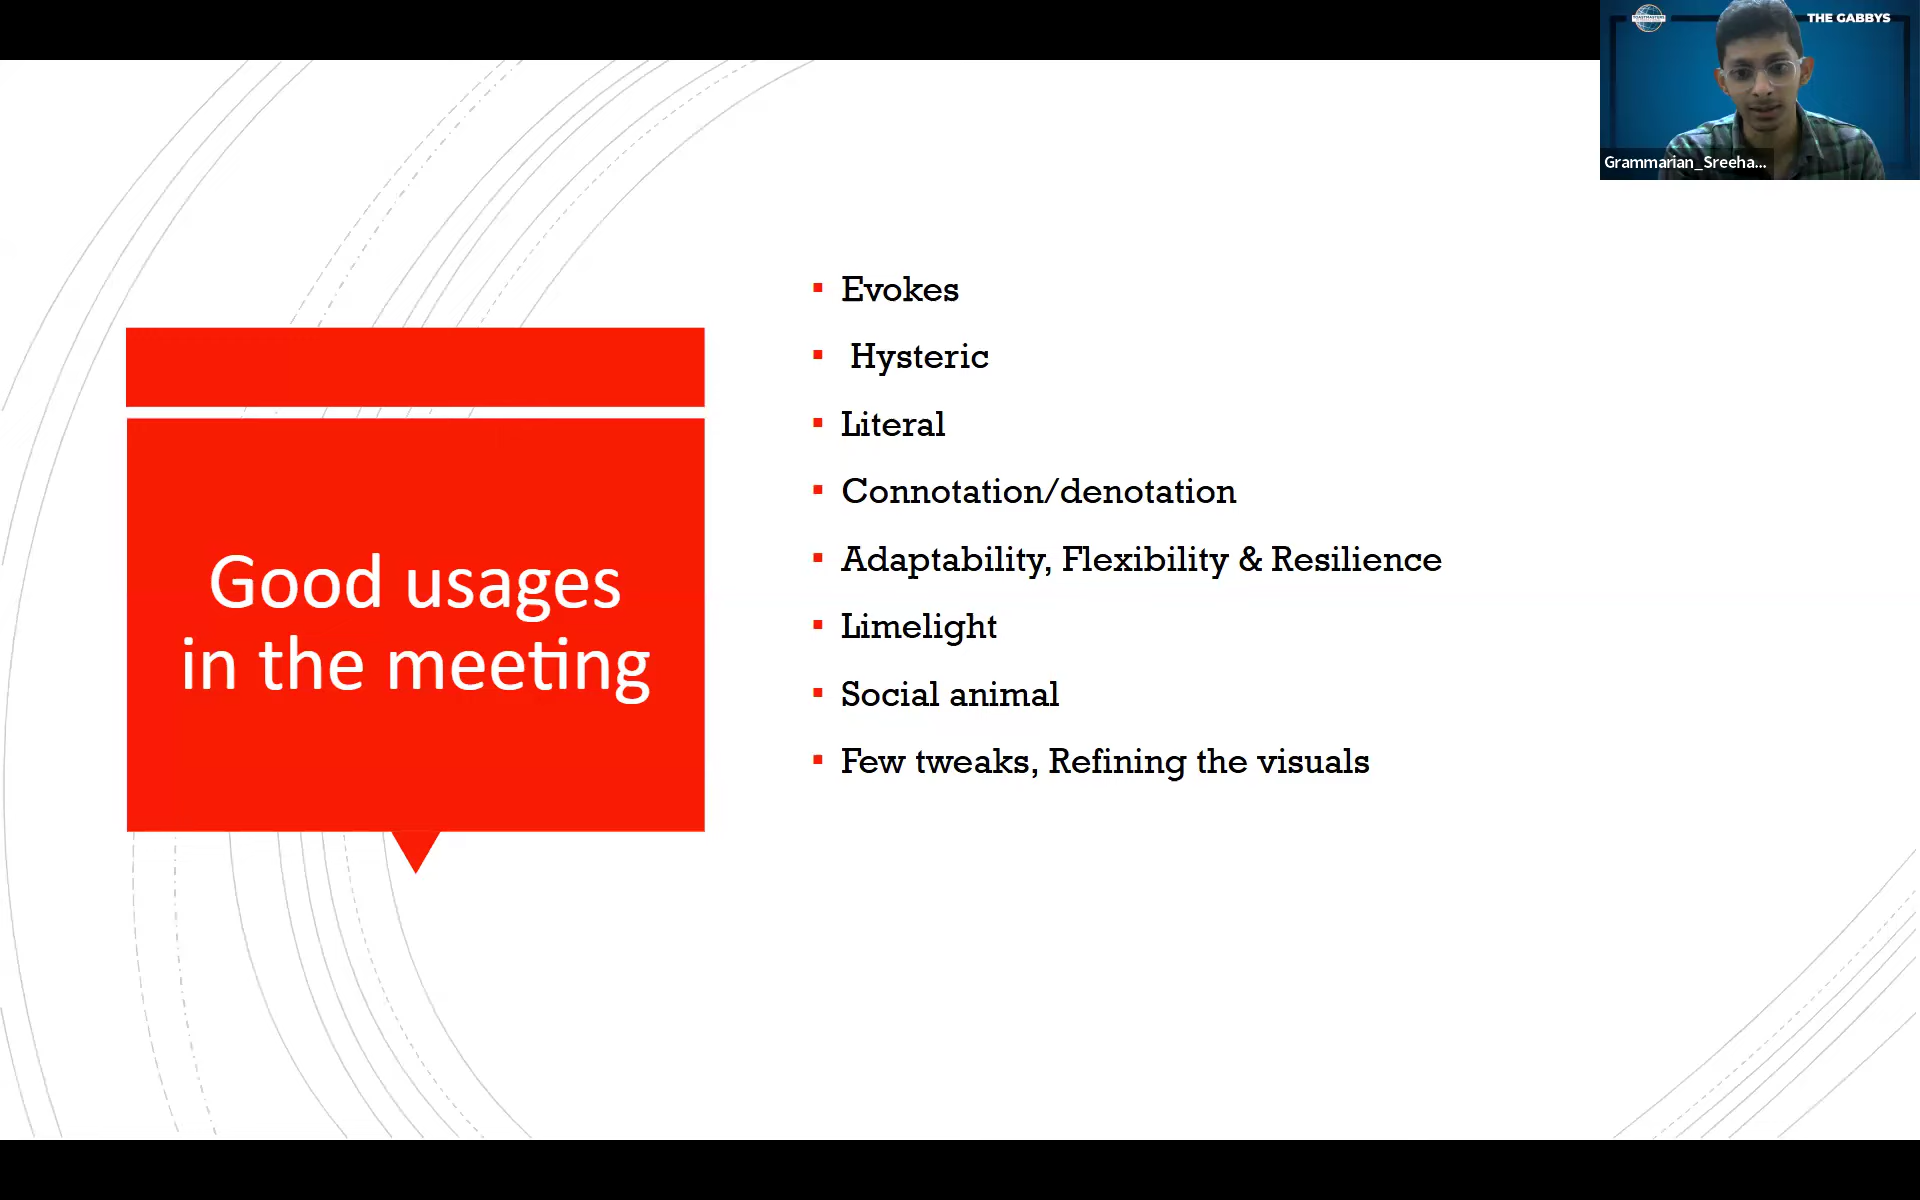 THE GABBYS
Grammarian_Sreeha...
Good usages
in the meeting
Evokes
Hysteric
Literal
Connotation/denotation
Adaptability, Flexibility & Resilience
Limelight
Social animal
Few tweaks, Refining the visuals